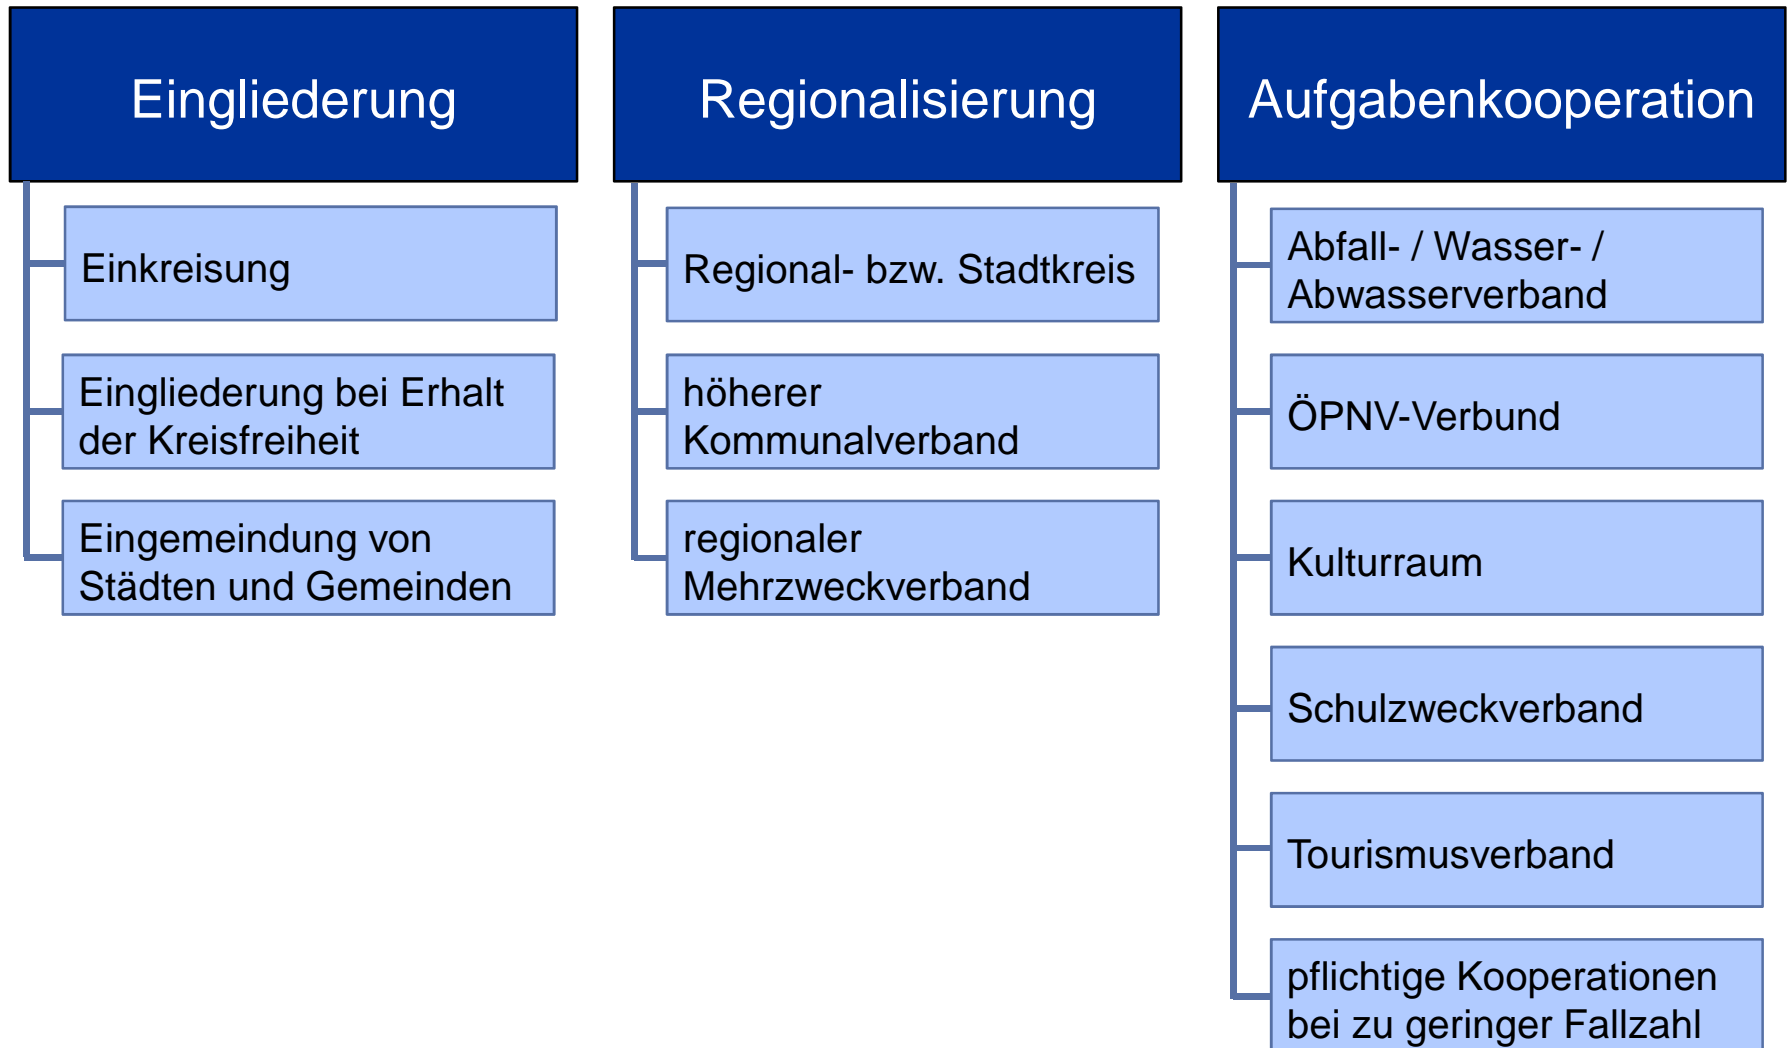 Eingliederung
Einkreisung
Eingliederung bei Erhalt
der Kreisfreiheit
Eingemeindung von
Städten und Gemeinden
Regionalisierung
Regional- bzw. Stadtkreis
höherer
Kommunalverband
regionaler
Mehrzweckverband
Aufgabenkooperation
Abfall- / Wasser- /
Abwasserverband
ÖPNV-Verbund
Kulturraum
Schulzweckverband
Tourismusverband
pflichtige Kooperationen
bei zu geringer Fallzahl